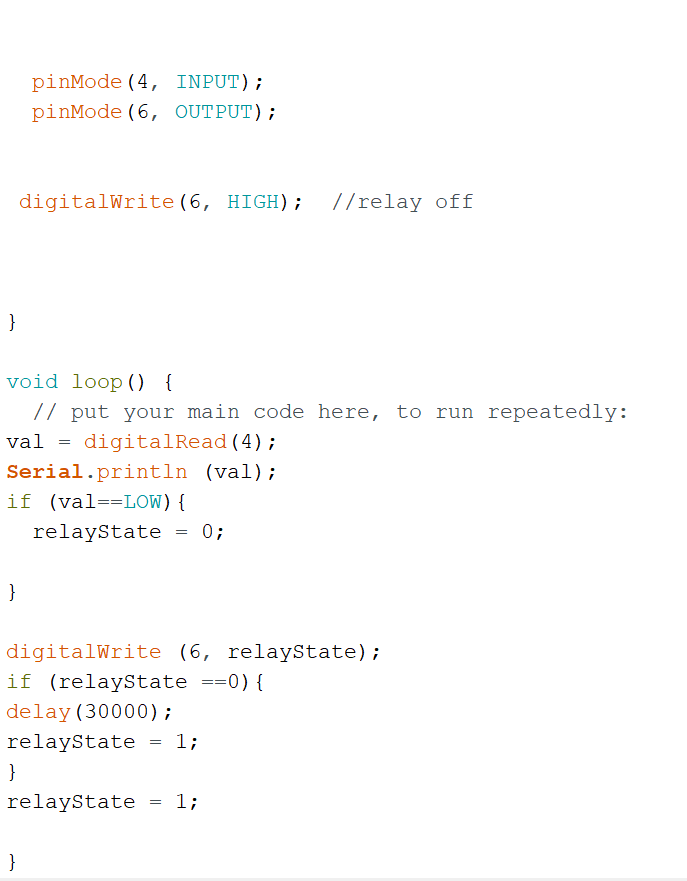 pinMode(4, INPUT);
pinMode(6, OUTPUT);
digitalWrite(6, HIGH);  //relay off
}
void loop() {
// put your main code here, to run repeatedly:
val = digitalRead(4);
Serial.println (val);
if (val==LOW){
relayState = 0;
}
digitalWrite (6, relayState);
if (relayState ==0){
delay(30000);
relayState = 1;
}
relayState = 1;
}